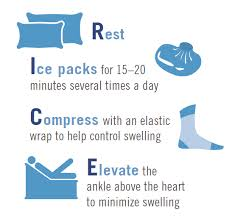 Rest
Ice packs for 15–20
minutes several times a day
Compress with an elastic
wrap to help control swelling
Elevate the
ankle above the heart
to minimize swelling